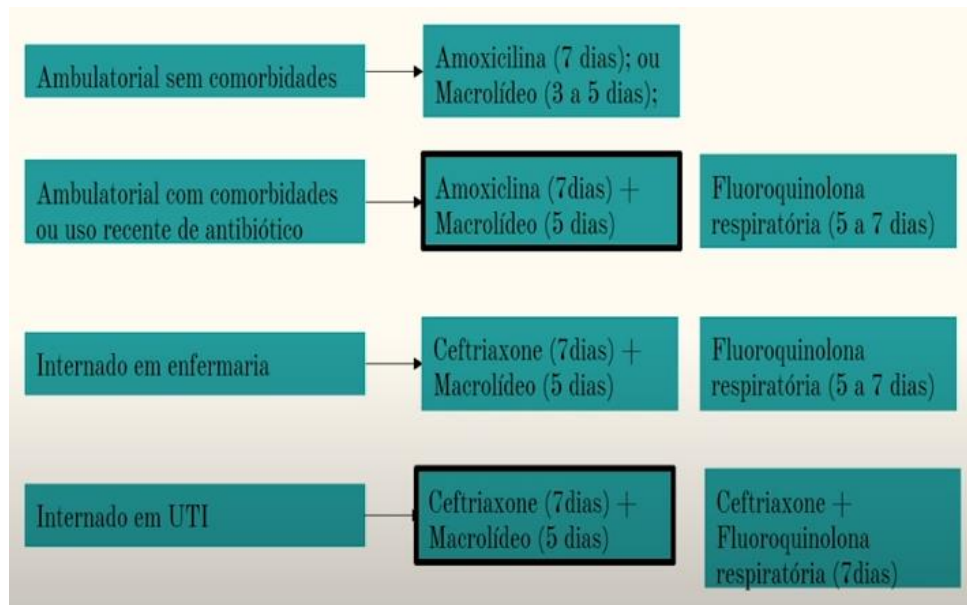 Ambulatorial sem comorbidades
Amoxicilina (7 dias); ou
Macrolídeo (3 a 5 dias);
Ambulatorial com comorbidades
ou uso recente de antibiótico
Amoxiclina (7dias) +
Macrolídeo (5 dias)
Fluoroquinolona
respiratória (5 a 7 dias)
Internado em enfermaria
Ceftriaxone (7dias) +
Macrolídeo (5 dias)
Fluoroquinolona
respiratória (5 a 7 dias)
Internado em UTI
Ceftriaxone (7dias) +
Macrolídeo (5 dias)
Ceftriaxone +
Fluoroquinolona
respiratória (7dias)